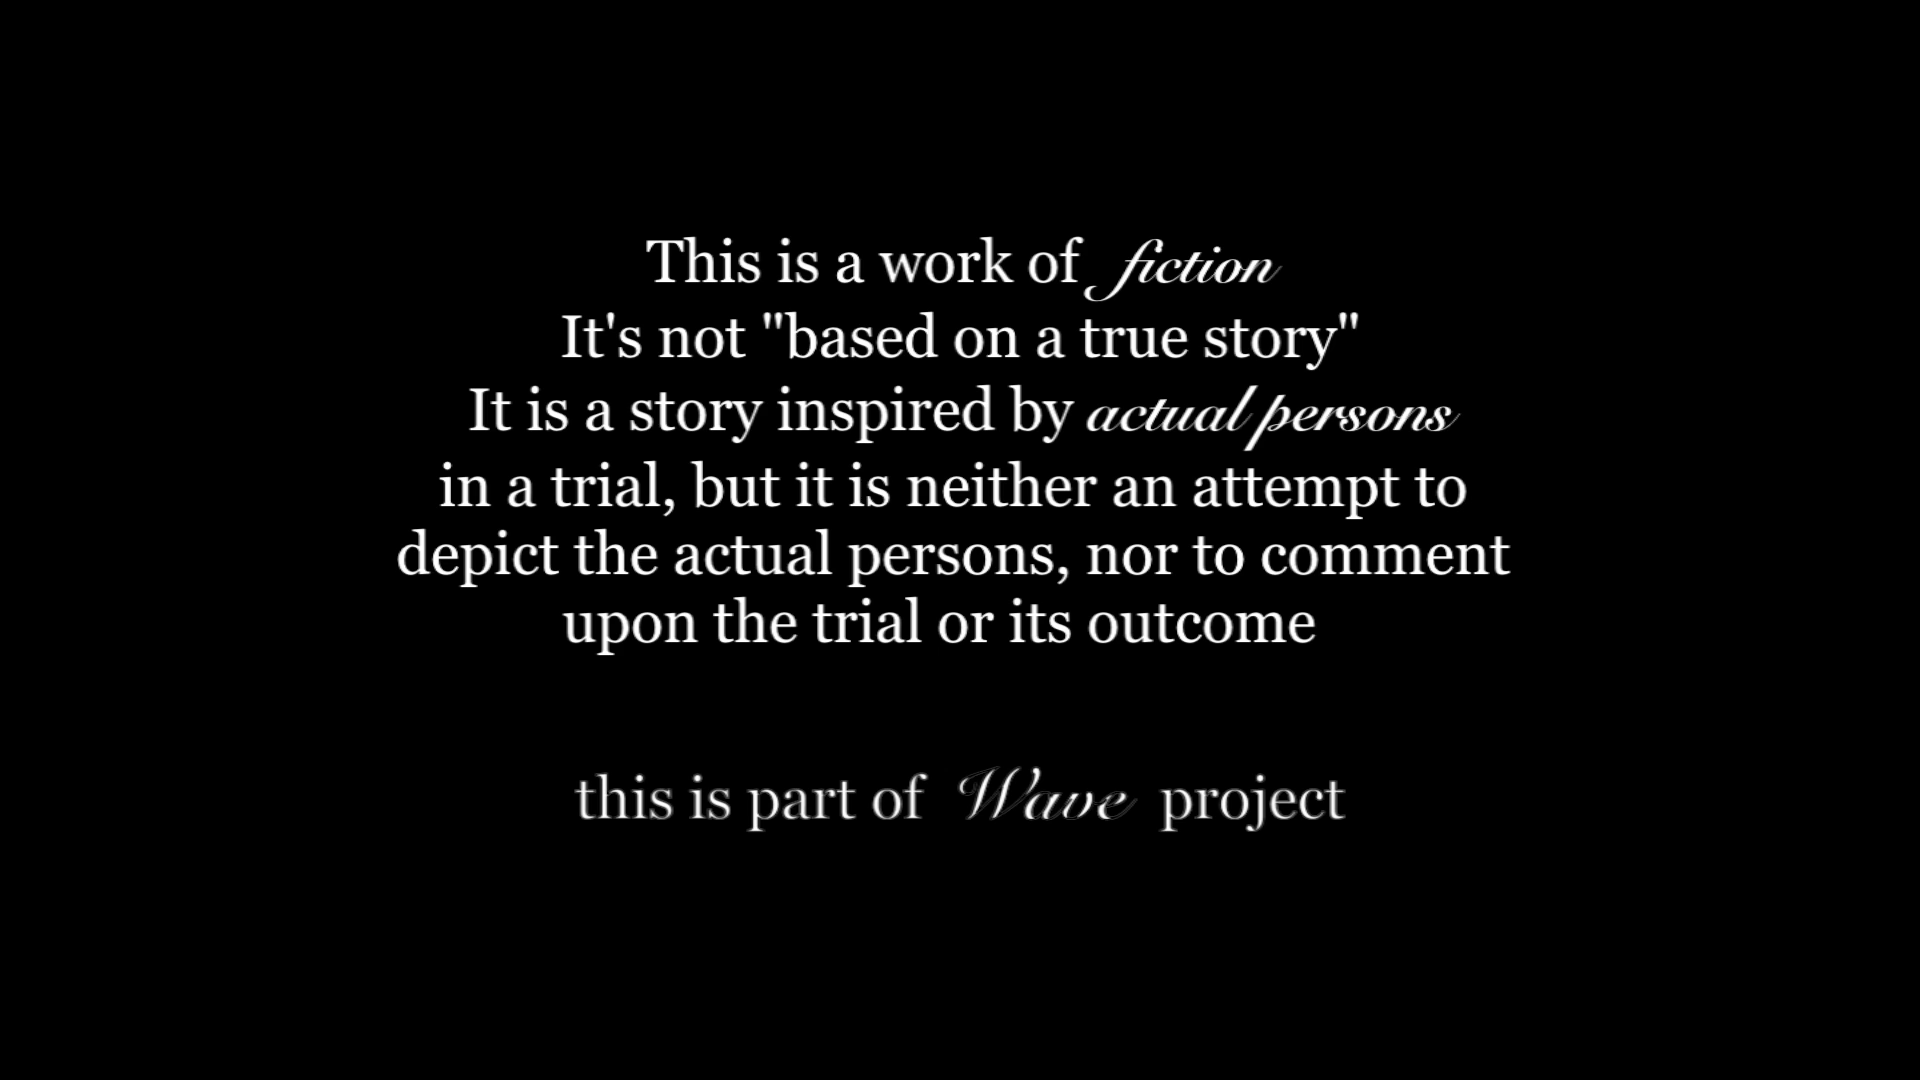 This is a work of fiction
It's not "based on a true story"
It is a story inspired by actual persons
in a trial, but it is neither an attempt to
depict the actual persons, nor to comment
upon the trial or its outcome
this is part of Wave project